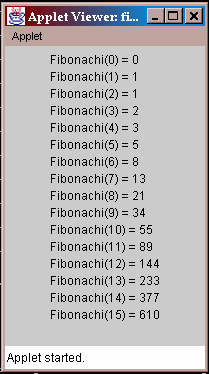 Applet Viewer: fi...
Applet
Fibonachi(0) = 0
Fibonachi(1) = 1
Fibonachi(2) = 1
Fibonachi(3) = 2
Fibonachi(4) = 3
Fibonachi(5) = 5
Fibonachi(6) = 8
Fibonachi(7) = 13
Fibonachi(8) = 21
Fibonachi(9) = 34
Fibonachi(10) = 55
Fibonachi(11) = 89
Fibonachi(12) = 144
Fibonachi(13) = 233
Fibonachi(14) = 377
Fibonachi(15) = 610
Applet started.